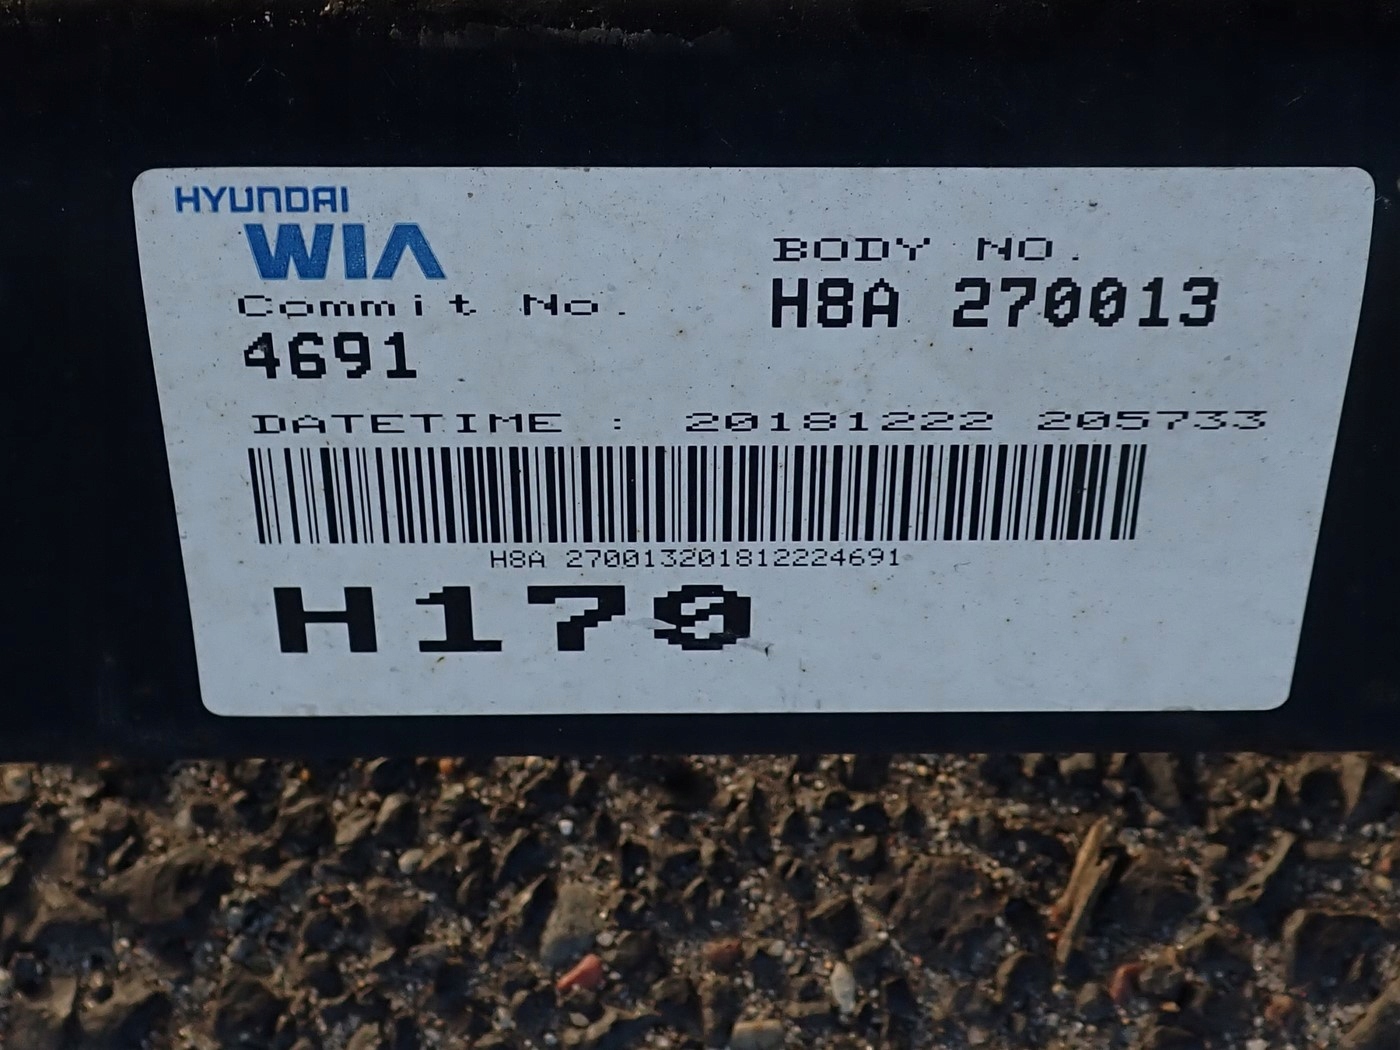 HYUNDAI
WIA
BODY NO.
H8A 270013
Commit No.
4691
DATETIME : 20181222 205733
H8A 270013201812224691
H170